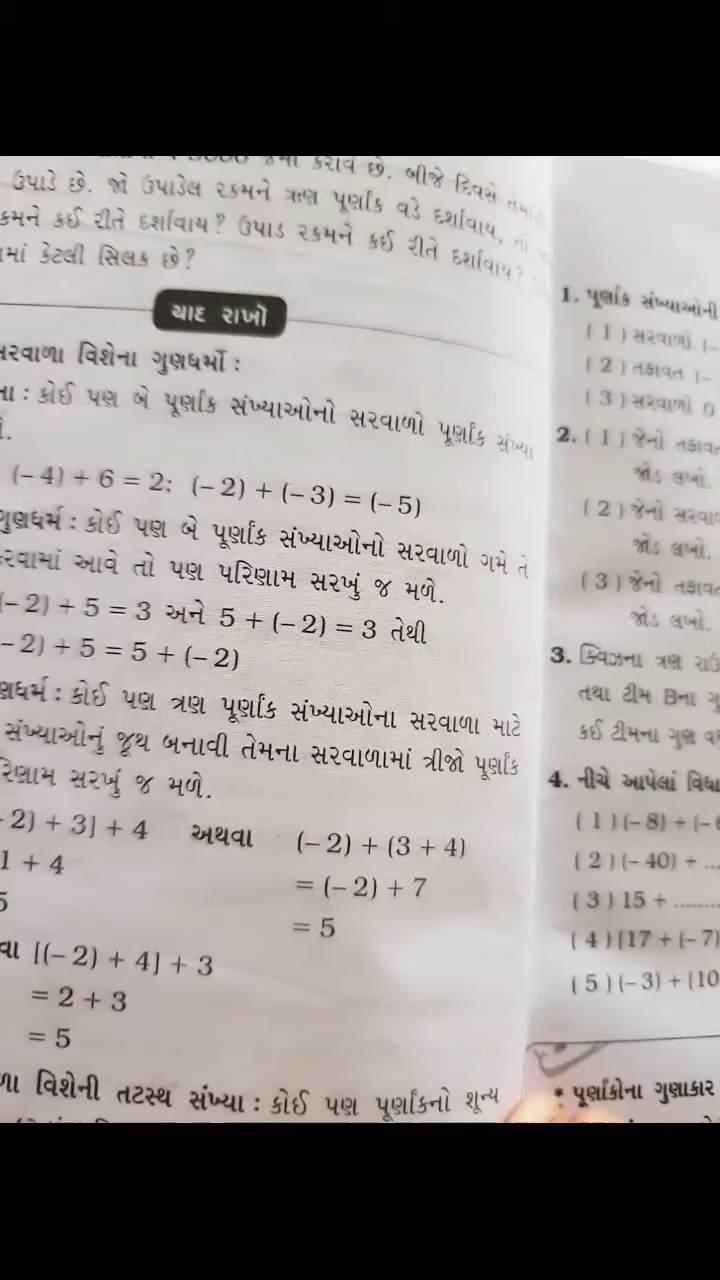 કરાવે છે. બીજે દિવસે
ઉપાડે છે. જો ઉપાડેલ રકમને ઋણ પૂર્ણાંક વડે દર્શાવાય, તો
કમને કઈ રીતે દર્શાવાય? ઉપાડ રકમને કઈ રીતે દર્શાવાય?
માં કેટલી સિલક છે?
યાદ રાખો
સરવાળા વિશેના ગુણધર્મો :
તા : કોઈ પણ બે પૂર્ણાંક સંખ્યાઓનો સરવાળો પૂર્ણાંક સંખ્યા
(– 4) + 6 = 2; (– 2) + (– 3) = (– 5)
ગુણધર્મ : કોઈ પણ બે પૂર્ણાંક સંખ્યાઓનો સરવાળો ગમે તે
કરવામાં આવે તો પણ પરિણામ સરખું જ મળે.
(– 2) + 5 = 3 અને 5 + (– 2) = 3 તેથી
– 2) + 5 = 5 + (– 2)
ણધર્મ : કોઈ પણ ત્રણ પૂર્ણાંક સંખ્યાઓના સરવાળા માટે
સંખ્યાઓનું જૂથ બનાવી તેમના સરવાળામાં ત્રીજો પૂર્ણાંક
રિણામ સરખું જ મળે.
– 2) + 3] + 4 અથવા (– 2) + (3 + 4)
1 + 4 = (– 2) + 7
5 = 5
વા [(– 2) + 4] + 3
= 2 + 3
= 5
ળા વિશેની તટસ્થ સંખ્યા : કોઈ પણ પૂર્ણાંકનો શૂન્ય
1. પૂર્ણાંક સંખ્યાઓની
( 1 ) સરવાળો (–
( 2 ) તફાવત (–
( 3 ) સરવાળો 0
2. ( 1 ) જેનો તફાવત
જોડ લખો.
( 2 ) જેનો સરવા
જોડ લખો.
( 3 ) જેનો તફાવત
જોડ લખો.
3. ક્વિઝના ત્રણ રાઉ
તથા ટીમ Bના ગુ
કઈ ટીમના ગુણ વ
4. નીચે આપેલાં વિધા
( 1 ) (– 8) + (–
( 2 ) (– 40) + ...
( 3 ) 15 + ........
( 4 ) [17 + (– 7)
( 5 ) (– 3) + [10
* પૂર્ણાંકોના ગુણાકાર